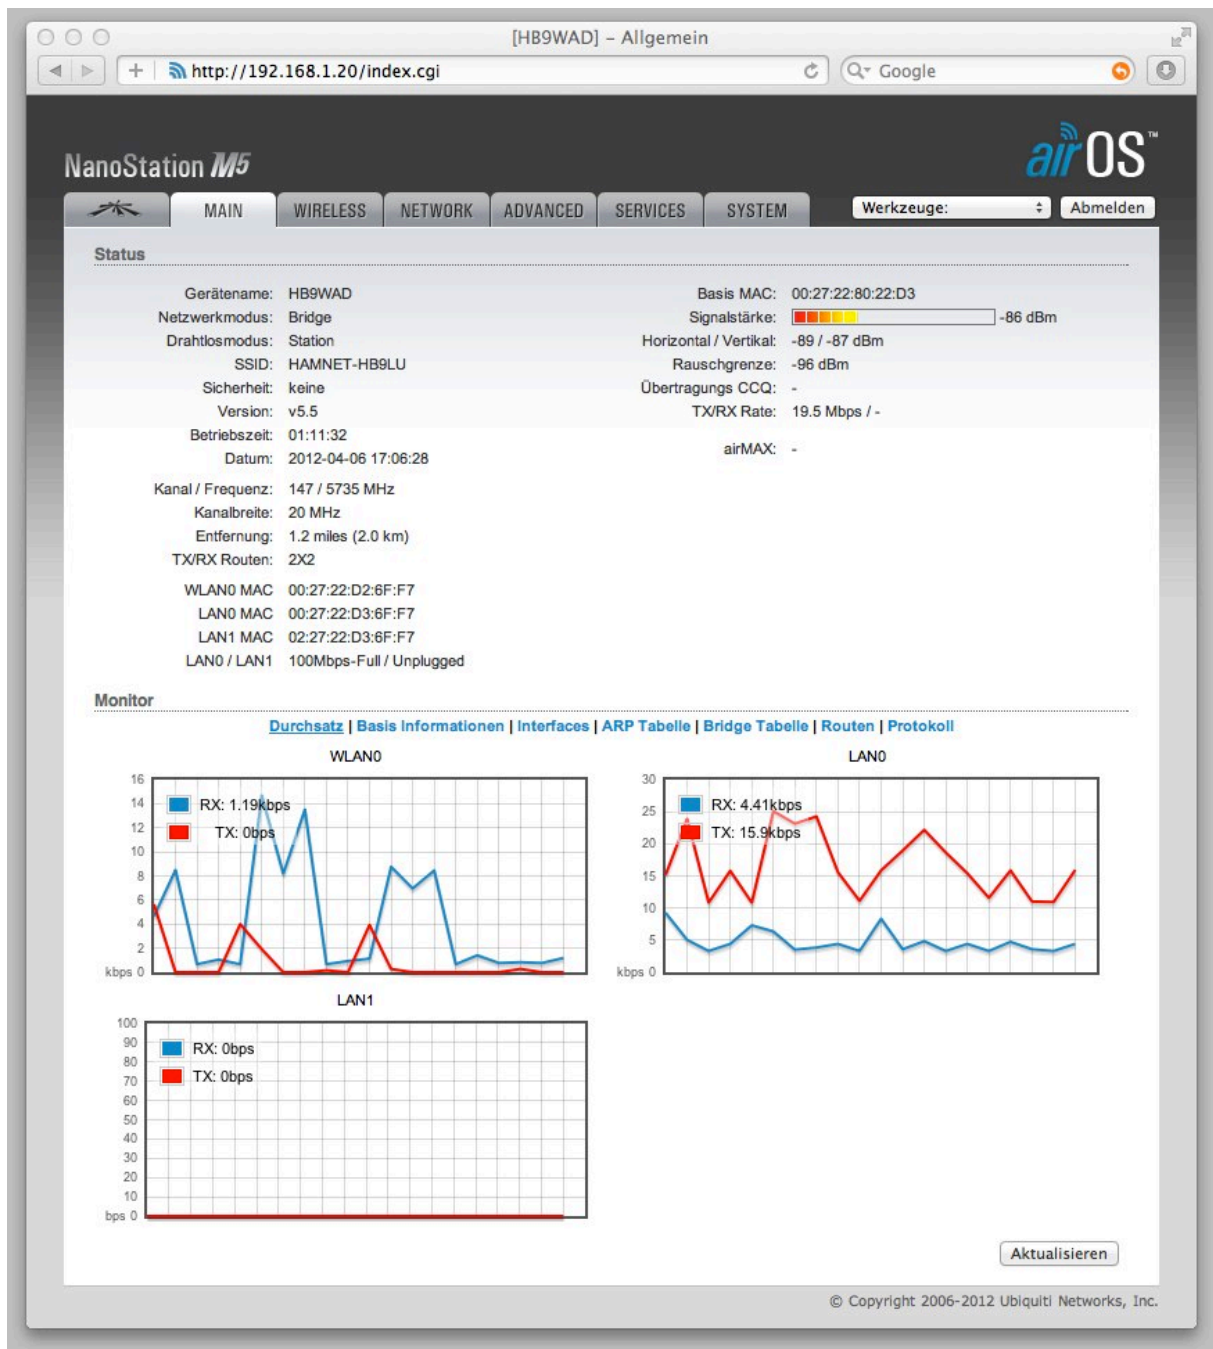 [HB9WAD] – Allgemein
http://192.168.1.20/index.cgi
Google
NanoStation M5
airOS™
MAIN
WIRELESS
NETWORK
ADVANCED
SERVICES
SYSTEM
Werkzeuge:
Abmelden
Status
Gerätename: HB9WAD
Netzwerkmodus: Bridge
Drahtlosmodus: Station
SSID: HAMNET-HB9LU
Sicherheit: keine
Version: v5.5
Betriebszeit: 01:11:32
Datum: 2012-04-06 17:06:28
Kanal / Frequenz: 147 / 5735 MHz
Kanalbreite: 20 MHz
Entfernung: 1.2 miles (2.0 km)
TX/RX Routen: 2X2
WLAN0 MAC 00:27:22:D2:6F:F7
LAN0 MAC 00:27:22:D3:6F:F7
LAN1 MAC 02:27:22:D3:6F:F7
LAN0 / LAN1 100Mbps-Full / Unplugged
Basis MAC: 00:27:22:80:22:D3
Signalstärke: -86 dBm
Horizontal / Vertikal: -89 / -87 dBm
Rauschgrenze: -96 dBm
Übertragungs CCQ: -
TX/RX Rate: 19.5 Mbps / -
airMAX: -
Monitor
Durchsatz | Basis Informationen | Interfaces | ARP Tabelle | Bridge Tabelle | Routen | Protokoll
WLAN0
16
14
12
10
8
6
4
2
kbps 0
RX: 1.19kbps
TX: 0bps
LAN0
30
25
20
15
10
5
kbps 0
RX: 4.41kbps
TX: 15.9kbps
LAN1
100
90
80
70
60
50
40
30
20
10
bps 0
RX: 0bps
TX: 0bps
Aktualisieren
© Copyright 2006-2012 Ubiquiti Networks, Inc.